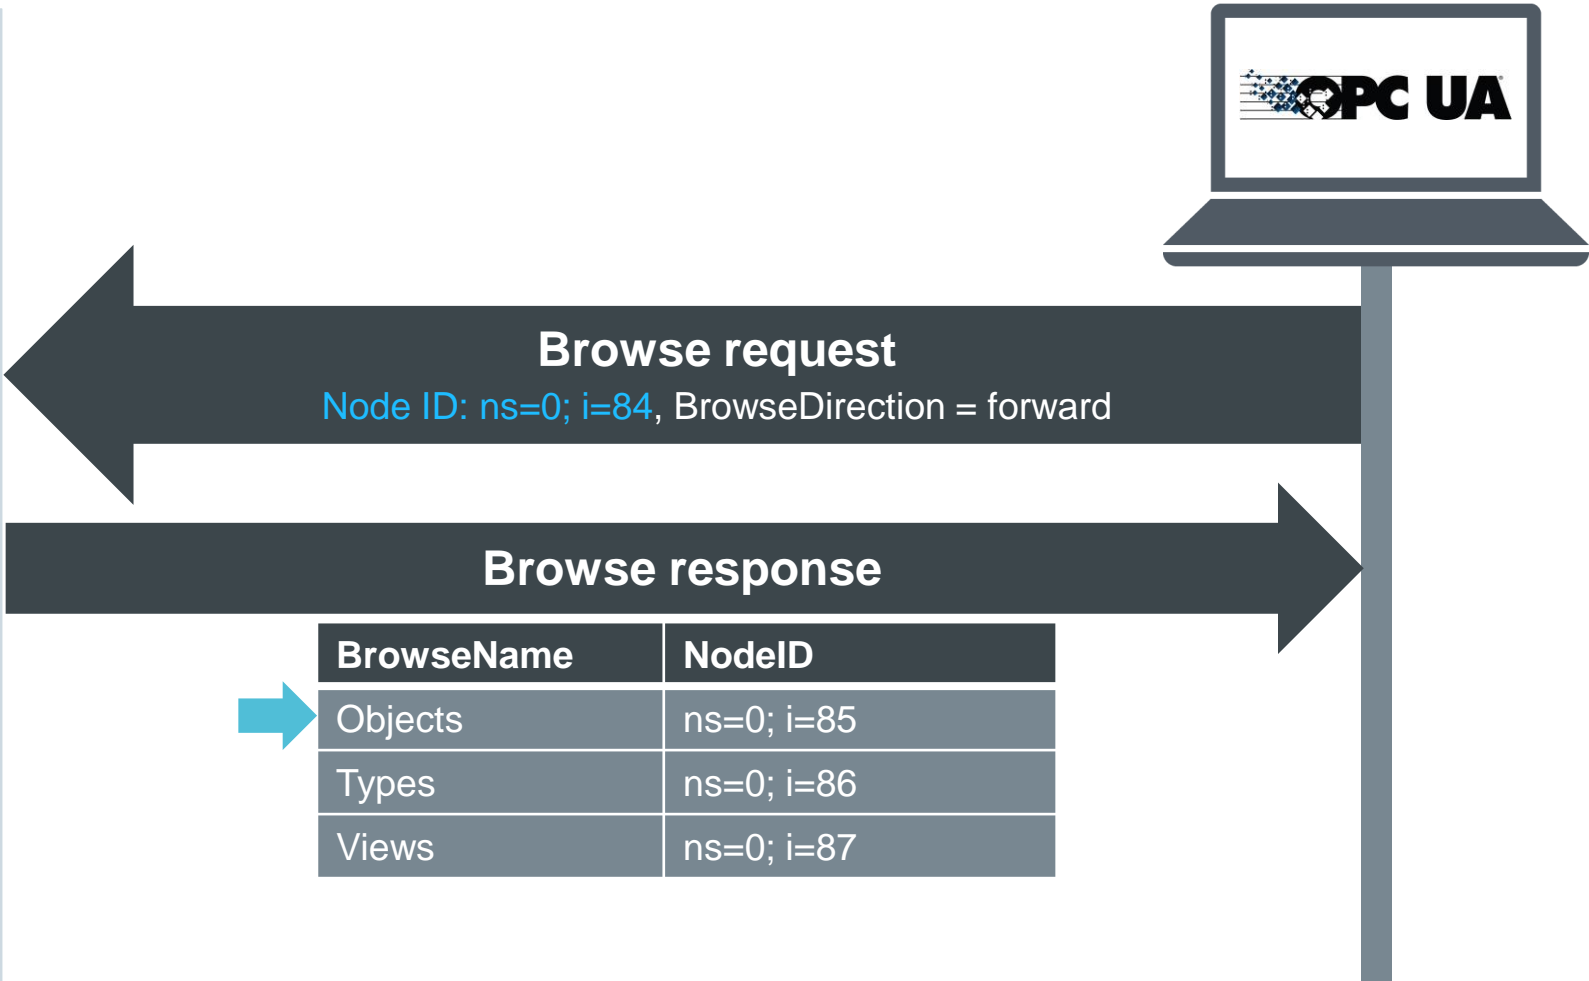 OPC UA
Browse request
Node ID: ns=0; i=84, BrowseDirection = forward
Browse response
BrowseName NodeID
Objects ns=0; i=85
Types ns=0; i=86
Views ns=0; i=87